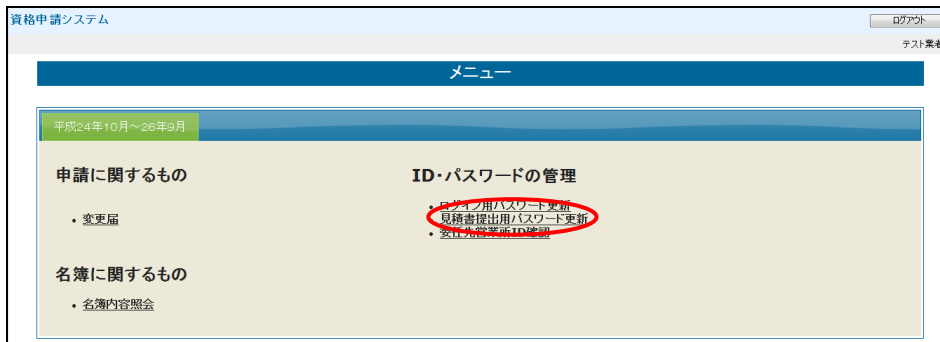 資格申請システム
ログアウト
テスト業者
メニュー
平成24年10月～26年9月
申請に関するもの
・変更届
名簿に関するもの
・名簿内容照会
ID・パスワードの管理
・ログイン用パスワード更新
・見積書提出用パスワード更新
・委任先営業所ID確認